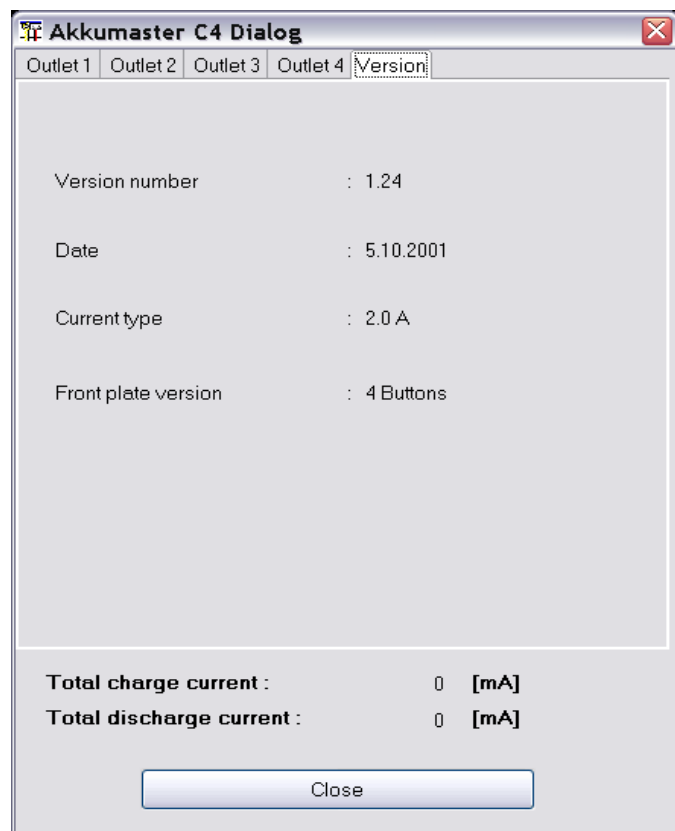 Akkumaster C4 Dialog
Outlet 1 Outlet 2 Outlet 3 Outlet 4 Version
Version number : 1.24
Date : 5.10.2001
Current type : 2.0 A
Front plate version : 4 Buttons
Total charge current : 0 [mA]
Total discharge current : 0 [mA]
Close